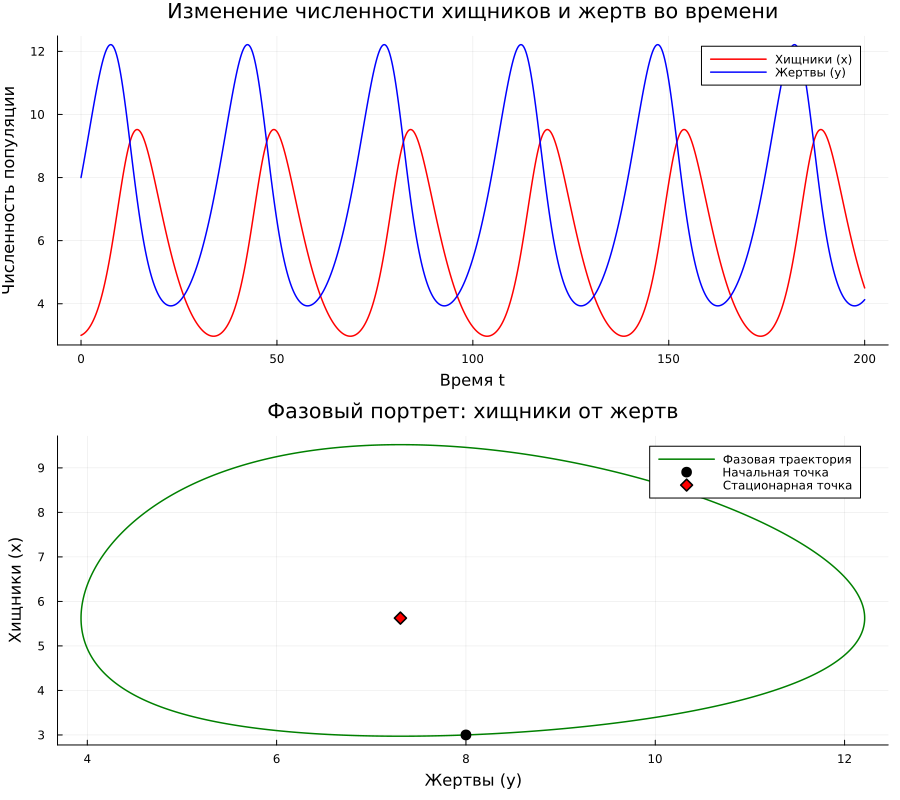 Изменение численности хищников и жертв во времени
Численность популяции
12
10
8
6
4
Хищники (x)
Жертвы (y)
0 50 100 150 200
Время t
Фазовый портрет: хищники от жертв
Хищники (x)
9
8
7
6
5
4
3
Фазовая траектория
Начальная точка
Стационарная точка
4 6 8 10 12
Жертвы (y)